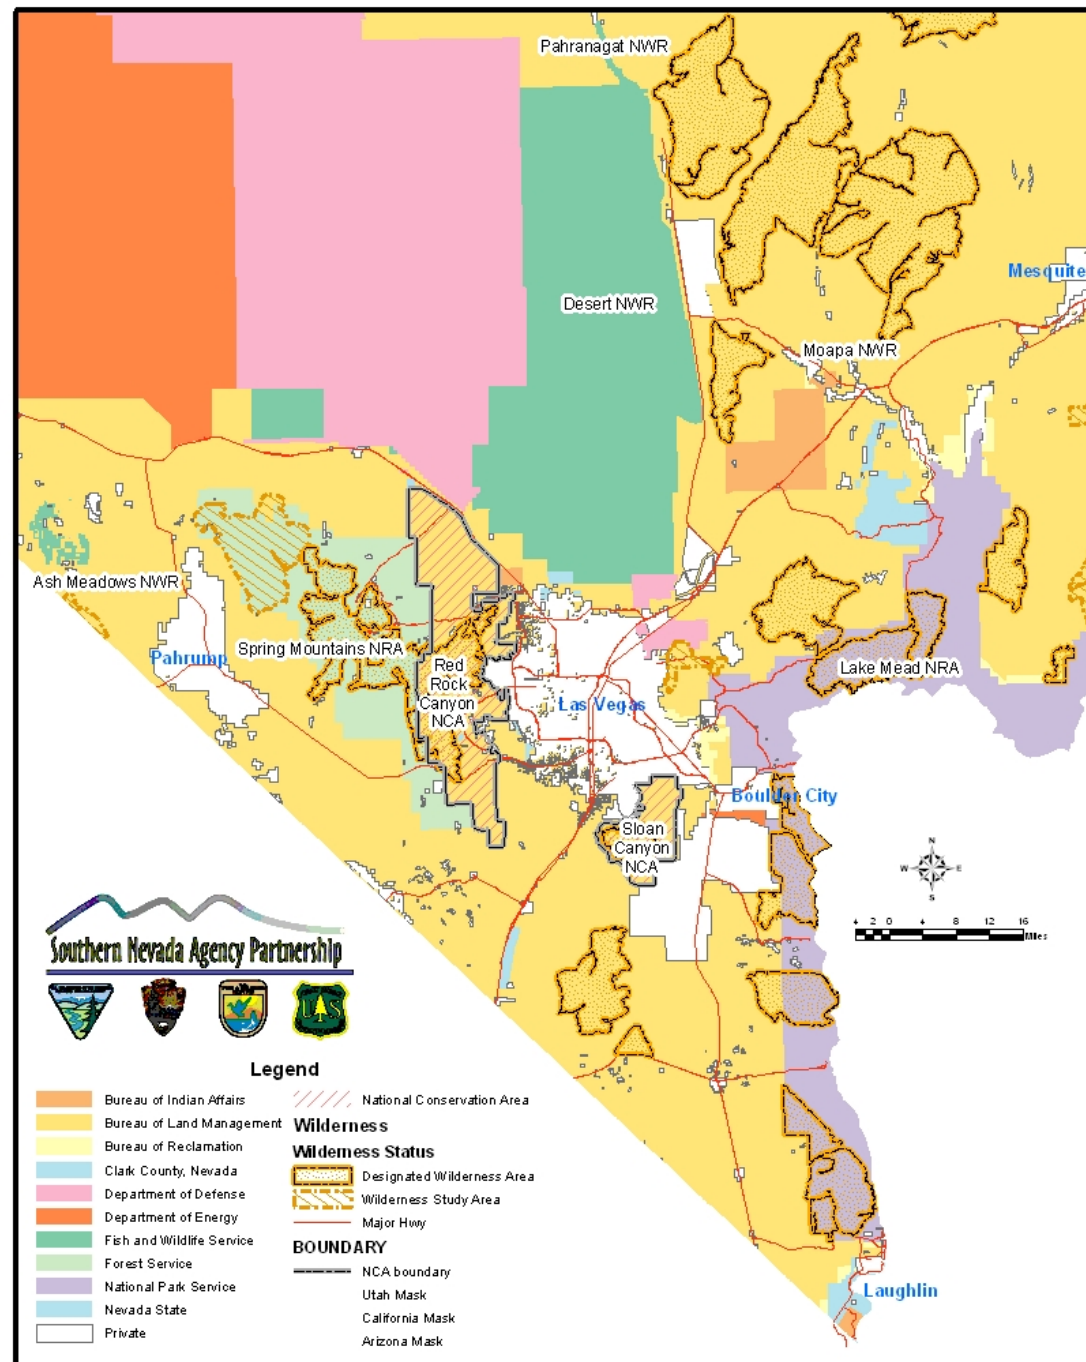 Pahranagat NWR
Desert NWR
Mesquite
Moapa NWR
Ash Meadows NWR
Pahrump
Spring Mountains NRA
Red
Rock
Canyon
NCA
Las Vegas
Lake Mead NRA
Boulder City
Sloan
Canyon
NCA
N
W E
S
4 2 0 4 8 12 16
Miles
Southern Nevada Agency Partnership
US
Legend
Bureau of Indian Affairs
Bureau of Land Management
Bureau of Reclamation
Clark County, Nevada
Department of Defense
Department of Energy
Fish and Wildlife Service
Forest Service
National Park Service
Nevada State
Private
National Conservation Area
Wilderness
Wilderness Status
Designated Wilderness Area
Wilderness Study Area
Major Hwy
BOUNDARY
NCA boundary
Utah Mask
California Mask
Arizona Mask
Laughlin